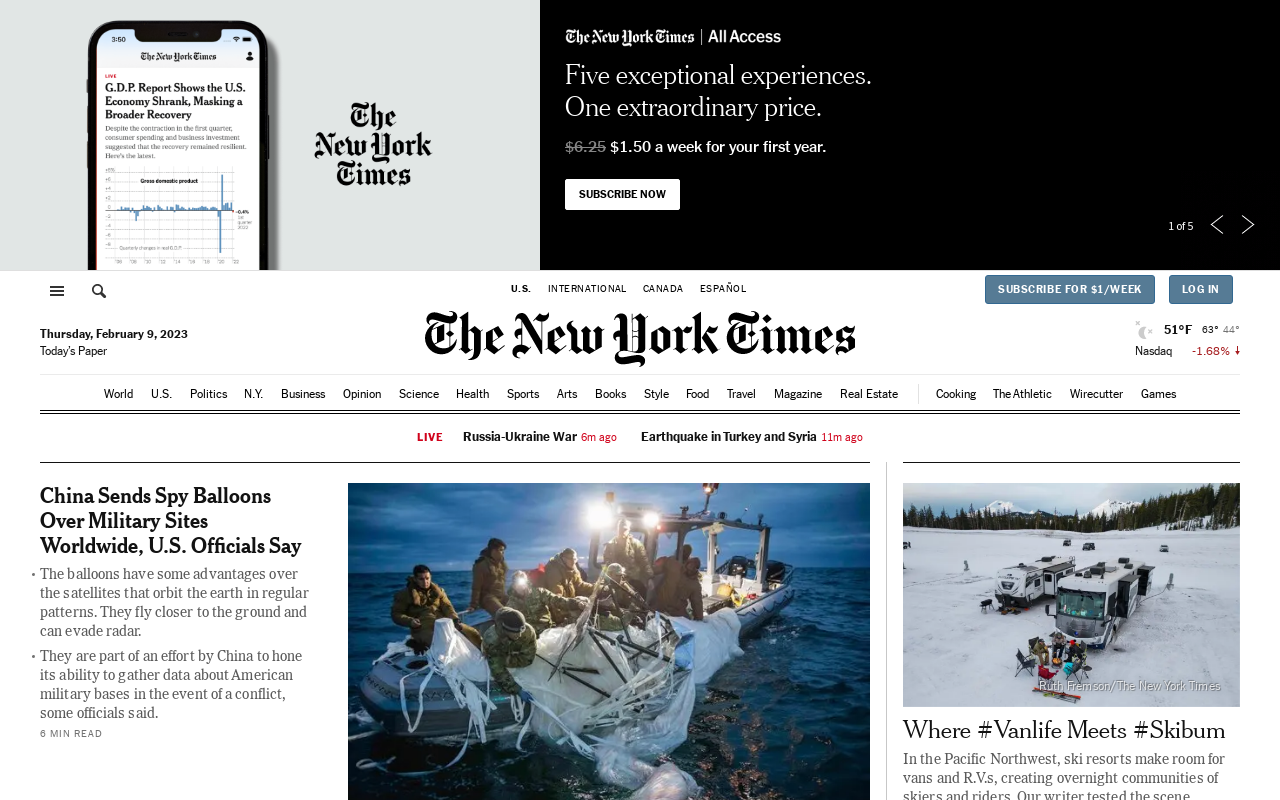 3:50
The New York Times
LIVE
G.D.P. Report Shows the U.S.
Economy Shrank, Masking a
Broader Recovery
Despite the contraction in the first quarter,
consumer spending and business investment
suggested that the recovery remained resilient.
Here's the latest.
Gross domestic product
Quarterly changes in real G.D.P.
The
New York
Times
The New York Times | All Access
Five exceptional experiences.
One extraordinary price.
$6.25 $1.50 a week for your first year.
SUBSCRIBE NOW
1 of 5
U.S. INTERNATIONAL CANADA ESPAÑOL
SUBSCRIBE FOR $1/WEEK LOG IN
Thursday, February 9, 2023
Today's Paper
The New York Times
51°F 63° 44°
Nasdaq -1.68%
World U.S. Politics N.Y. Business Opinion Science Health Sports Arts Books Style Food Travel Magazine Real Estate Cooking The Athletic Wirecutter Games
LIVE Russia-Ukraine War 6m ago Earthquake in Turkey and Syria 11m ago
China Sends Spy Balloons
Over Military Sites
Worldwide, U.S. Officials Say
The balloons have some advantages over
the satellites that orbit the earth in regular
patterns. They fly closer to the ground and
can evade radar.
They are part of an effort by China to hone
its ability to gather data about American
military bases in the event of a conflict,
some officials said.
6 MIN READ
Ruth Fremson/The New York Times
Where #Vanlife Meets #Skibum
In the Pacific Northwest, ski resorts make room for
vans and R.V.s, creating overnight communities of
skiers and riders. Our writer tested the scene